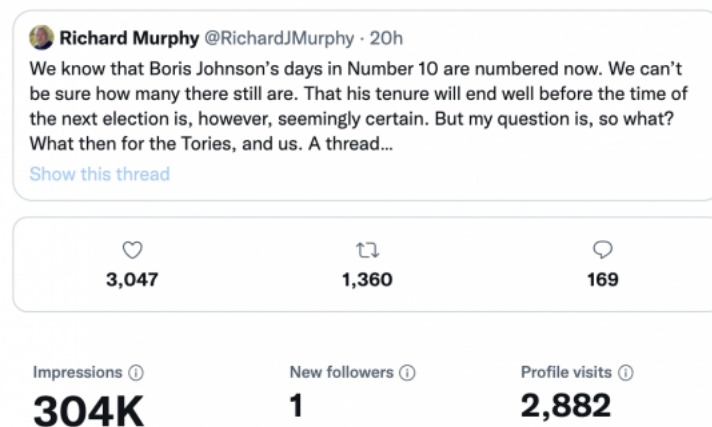 Richard Murphy @RichardJMurphy · 20h
We know that Boris Johnson’s days in Number 10 are numbered now. We can’t
be sure how many there still are. That his tenure will end well before the time of
the next election is, however, seemingly certain. But my question is, so what?
What then for the Tories, and us. A thread...
Show this thread
3,047 1,360 169
Impressions New followers Profile visits
304K 1 2,882